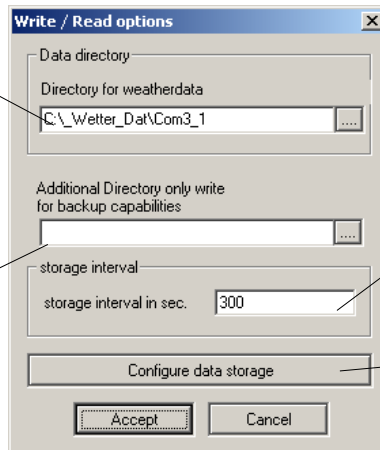 Write / Read options
Data directory
Directory for weatherdata
C:\_Wetter_Dat\Com3_1
....
Additional Directory only write
for backup capabilities
....
storage interval
storage interval in sec.
300
Configure data storage
Accept
Cancel